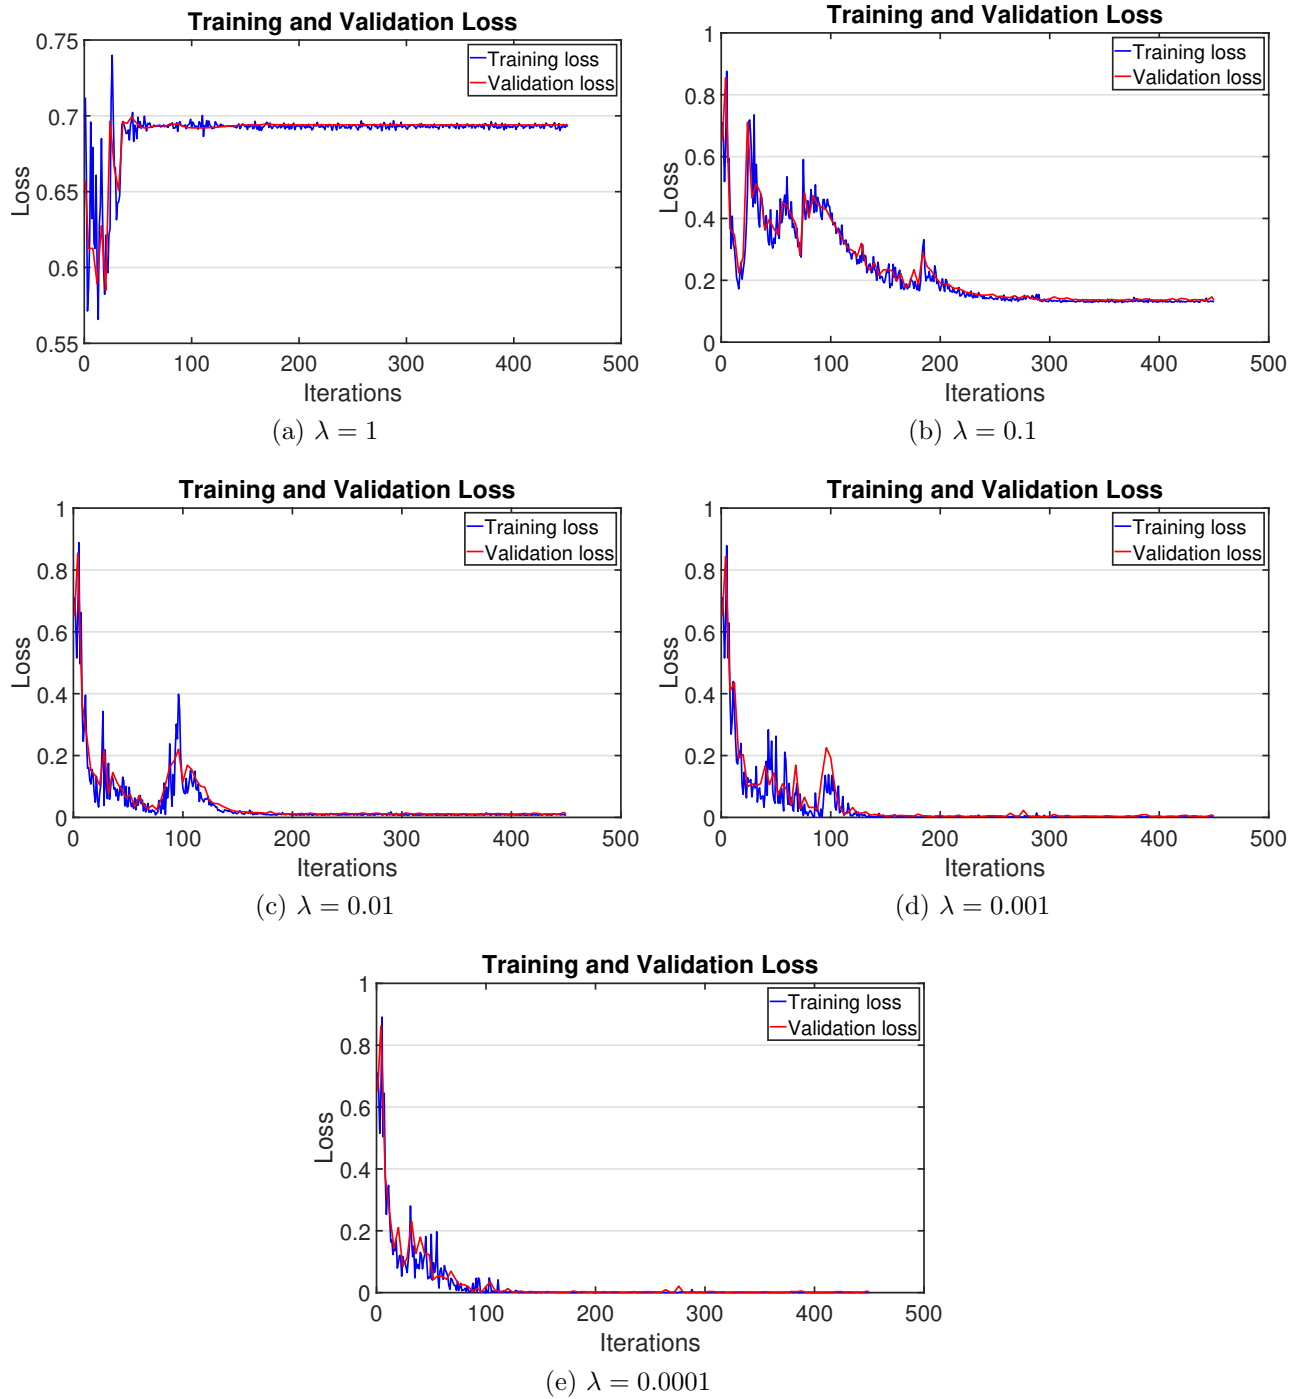 Training and Validation Loss
Training loss
Validation loss
0.75
0.7
0.65
0.6
0.55
Loss
0
100
200
300
400
500
Iterations
(a) λ = 1
Training and Validation Loss
Training loss
Validation loss
1
0.8
0.6
0.4
0.2
0
Loss
0
100
200
300
400
500
Iterations
(b) λ = 0.1
Training and Validation Loss
Training loss
Validation loss
1
0.8
0.6
0.4
0.2
0
Loss
0
100
200
300
400
500
Iterations
(c) λ = 0.01
Training and Validation Loss
Training loss
Validation loss
1
0.8
0.6
0.4
0.2
0
Loss
0
100
200
300
400
500
Iterations
(d) λ = 0.001
Training and Validation Loss
Training loss
Validation loss
1
0.8
0.6
0.4
0.2
0
Loss
0
100
200
300
400
500
Iterations
(e) λ = 0.0001